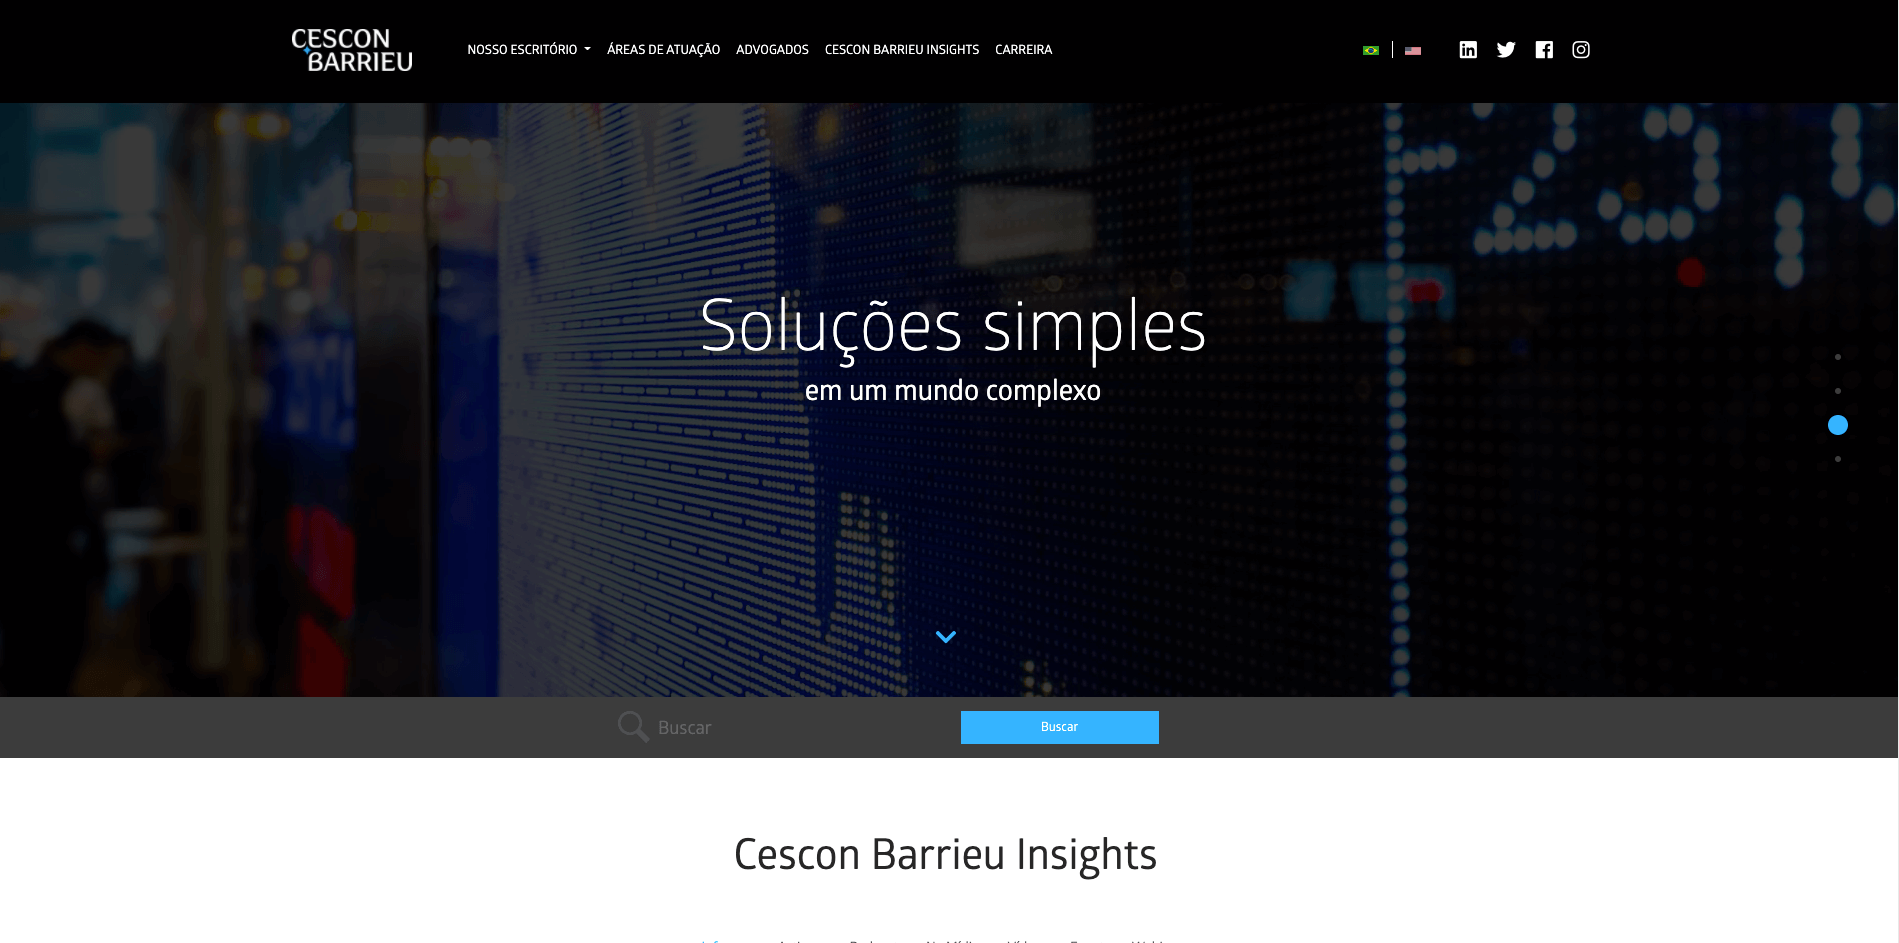 CESCON
BARRIEU
NOSSO ESCRITÓRIO ÁREAS DE ATUAÇÃO ADVOGADOS CESCON BARRIEU INSIGHTS CARREIRA
Soluções simples
em um mundo complexo
Buscar
Buscar
Cescon Barrieu Insights